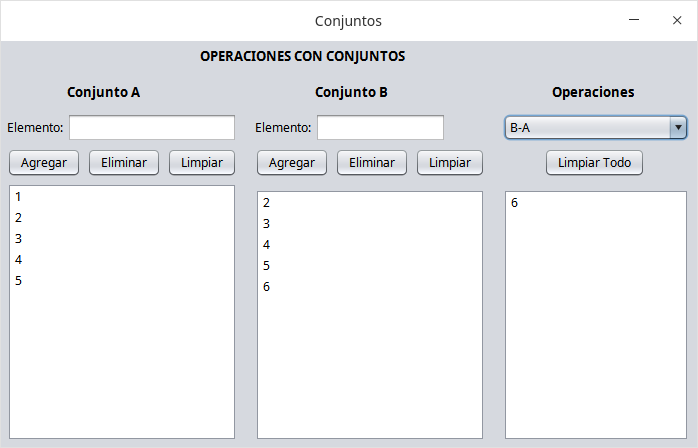 Conjuntos
OPERACIONES CON CONJUNTOS
Conjunto A
Conjunto B
Operaciones
Elemento:
Elemento:
B-A
Agregar
Eliminar
Limpiar
Agregar
Eliminar
Limpiar
Limpiar Todo
1
2
3
4
5
2
3
4
5
6
6